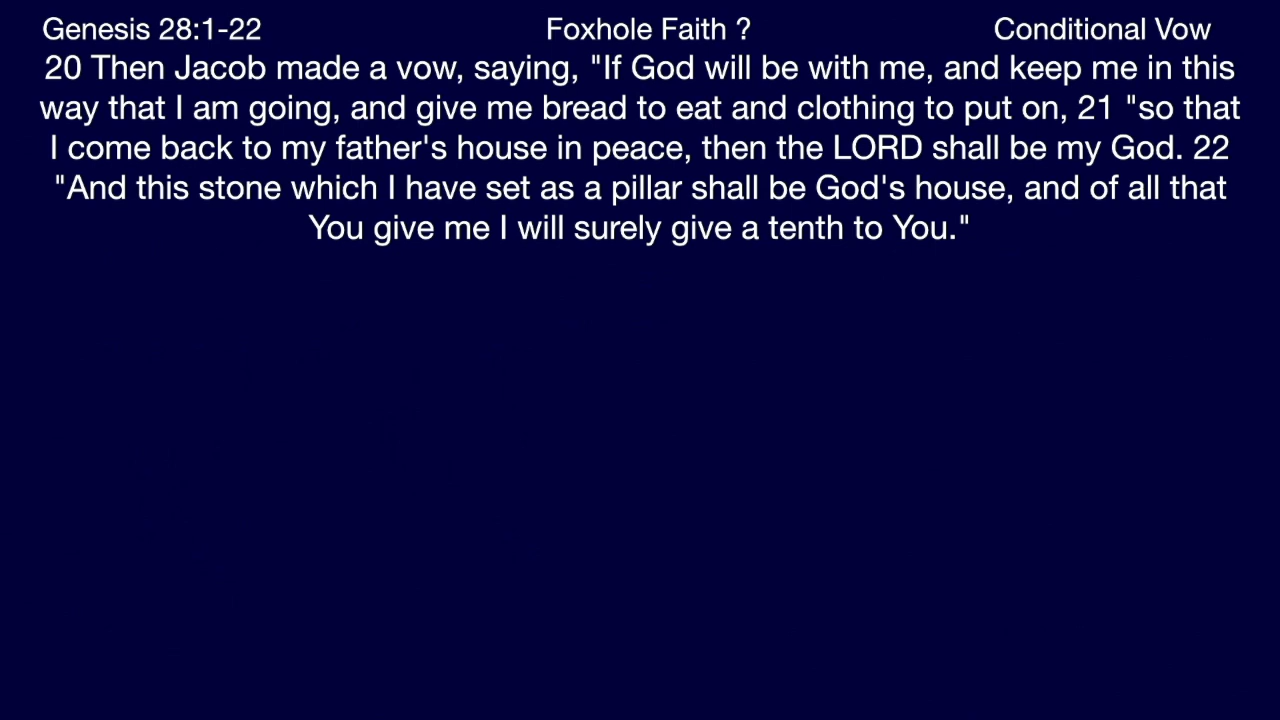 Genesis 28:1-22 Foxhole Faith ? Conditional Vow
20 Then Jacob made a vow, saying, "If God will be with me, and keep me in this
way that I am going, and give me bread to eat and clothing to put on, 21 "so that
I come back to my father's house in peace, then the LORD shall be my God. 22
"And this stone which I have set as a pillar shall be God's house, and of all that
You give me I will surely give a tenth to You."